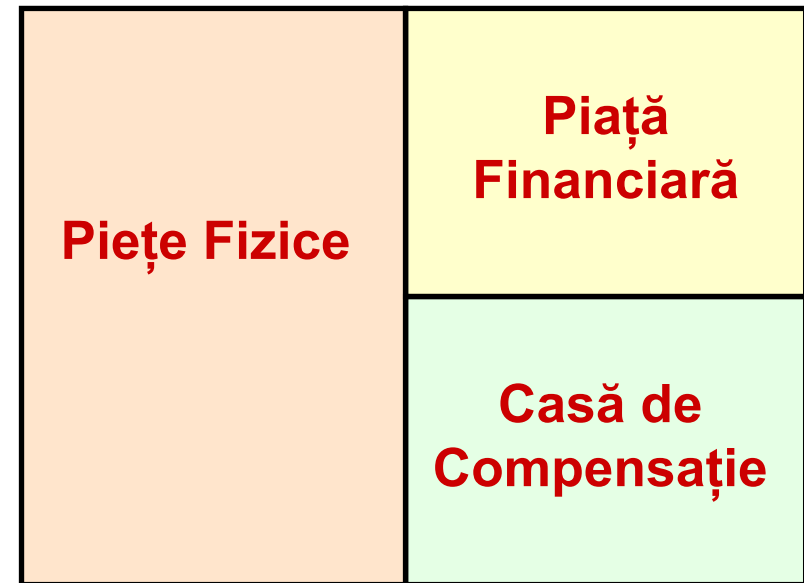 Piețe Fizice
Piață
Financiară
Casă de
Compensație